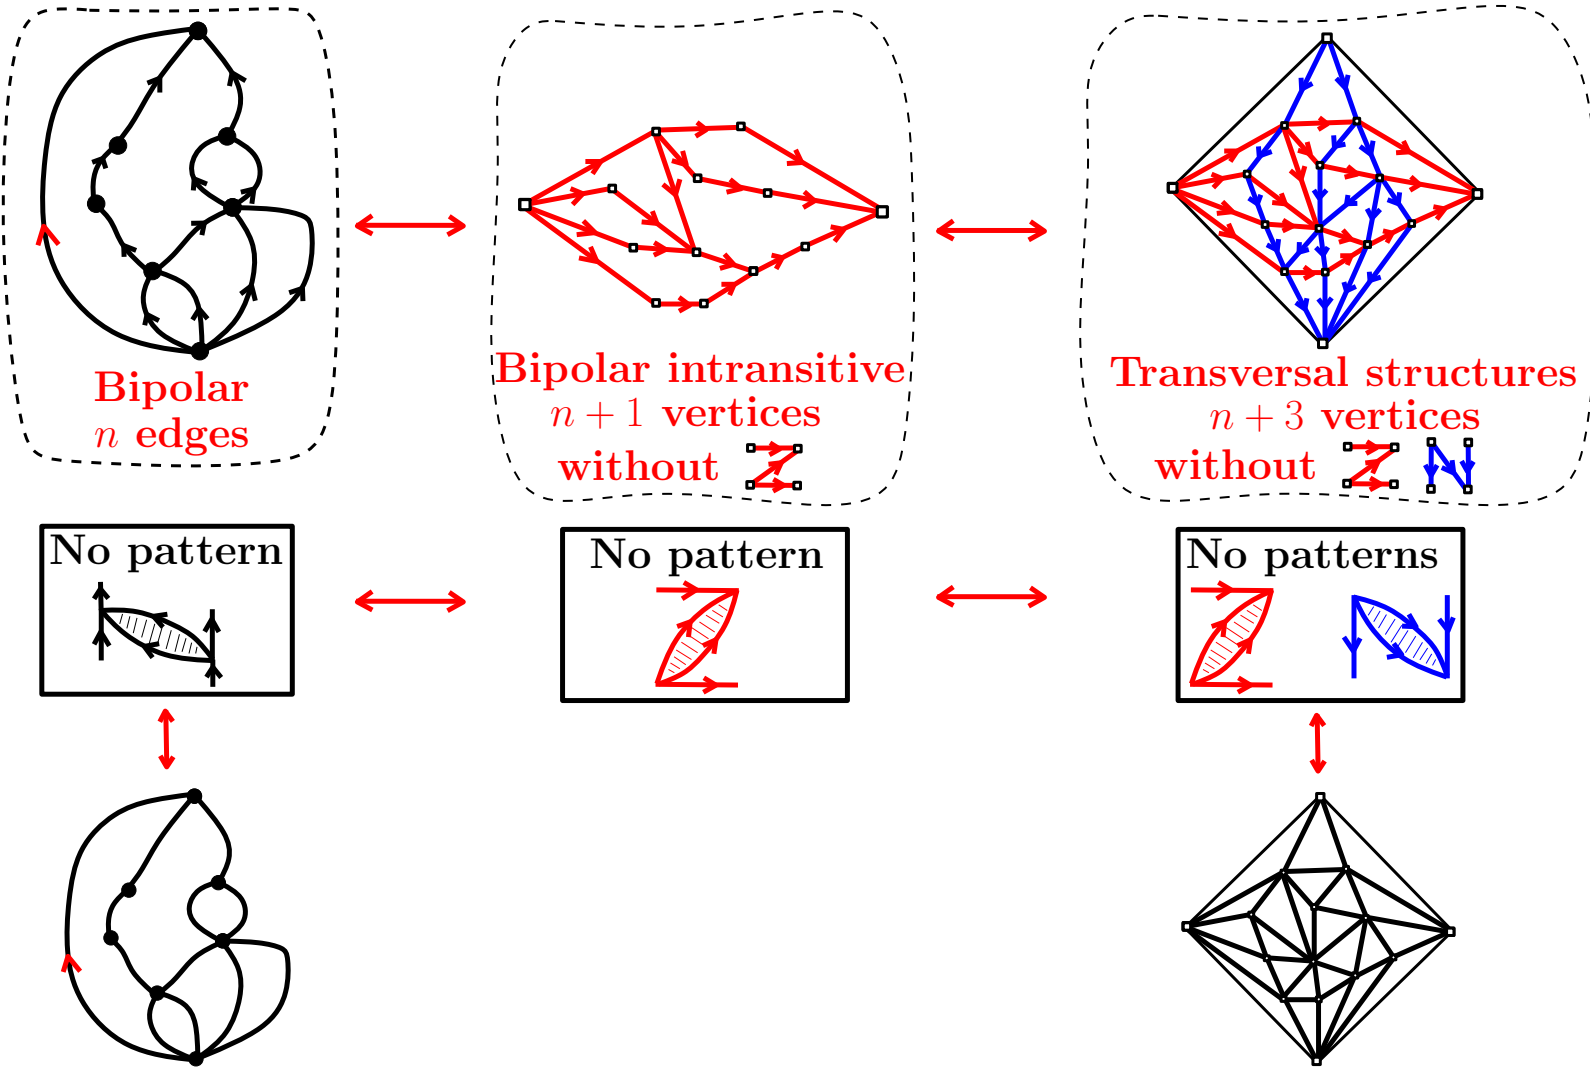 Bipolar
n edges
Bipolar intransitive
n + 1 vertices
without
Transversal structures
n + 3 vertices
without
No pattern
No pattern
No patterns